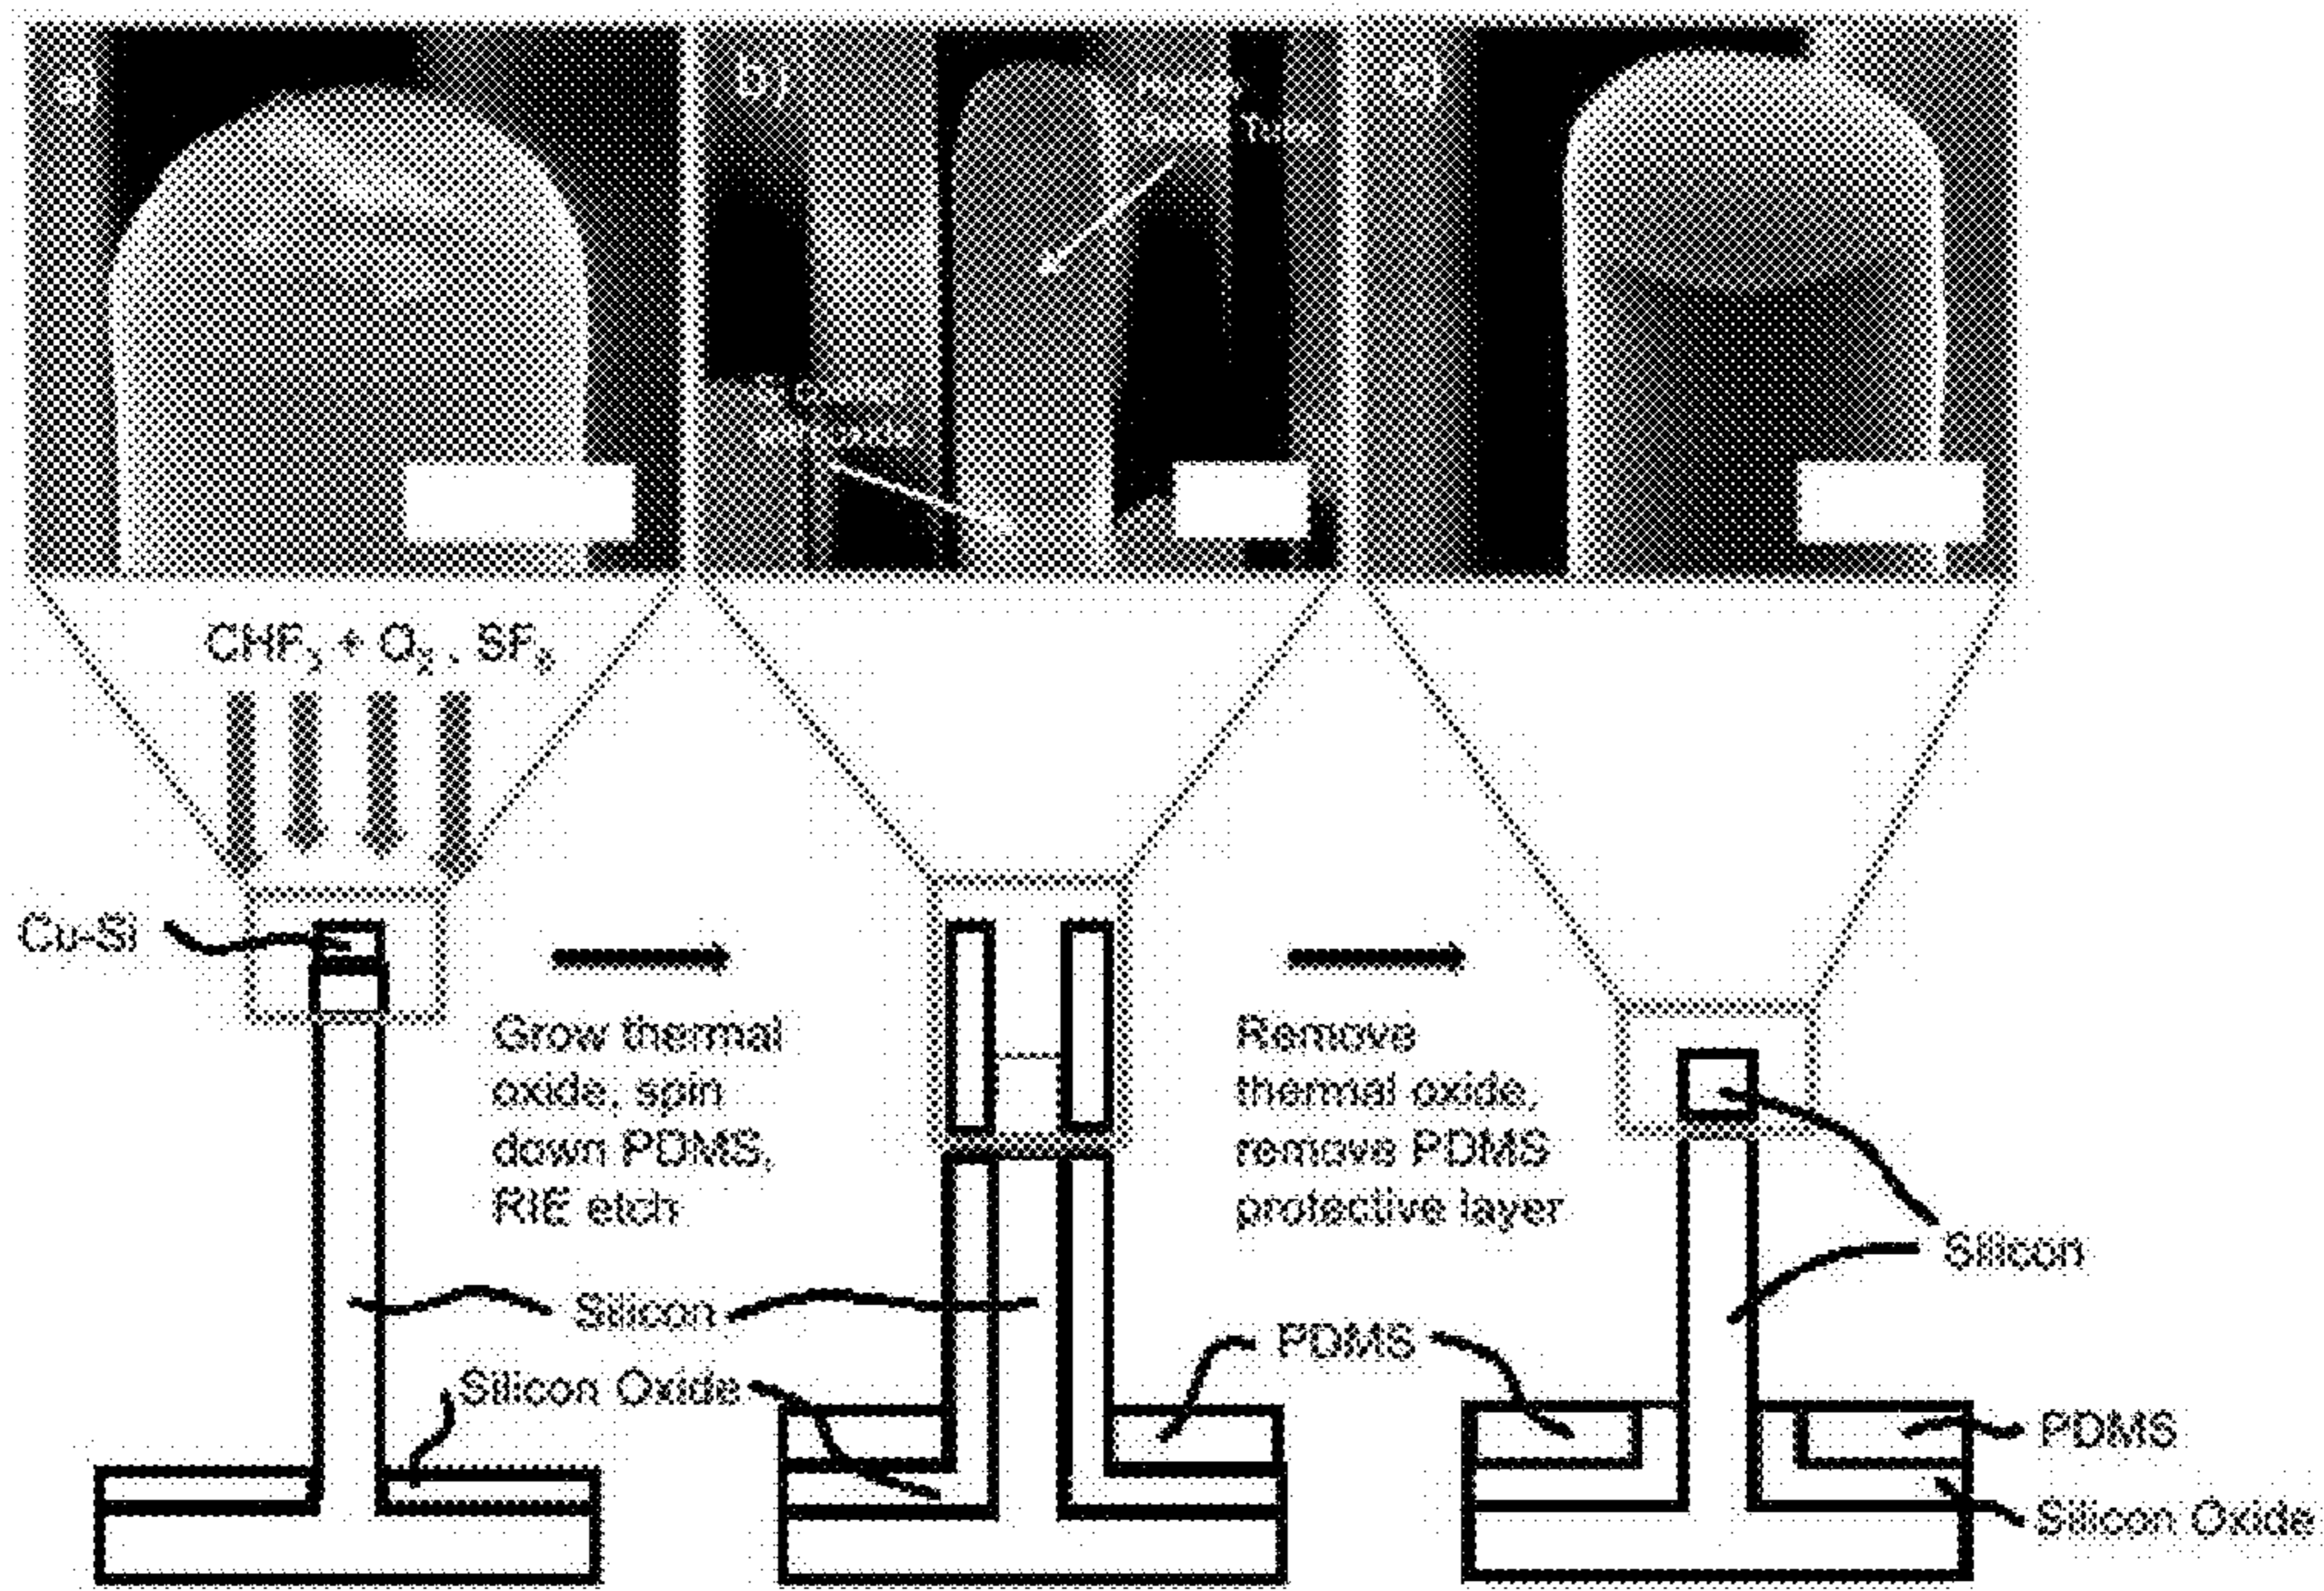 a)
b)
c)
CHF3 + O2 , SF6
Cu-Si
Grow thermal
oxide, spin
down PDMS,
RIE etch
Remove
thermal oxide,
remove PDMS
protective layer
Silicon
Silicon
PDMS
Silicon Oxide
PDMS
Silicon Oxide